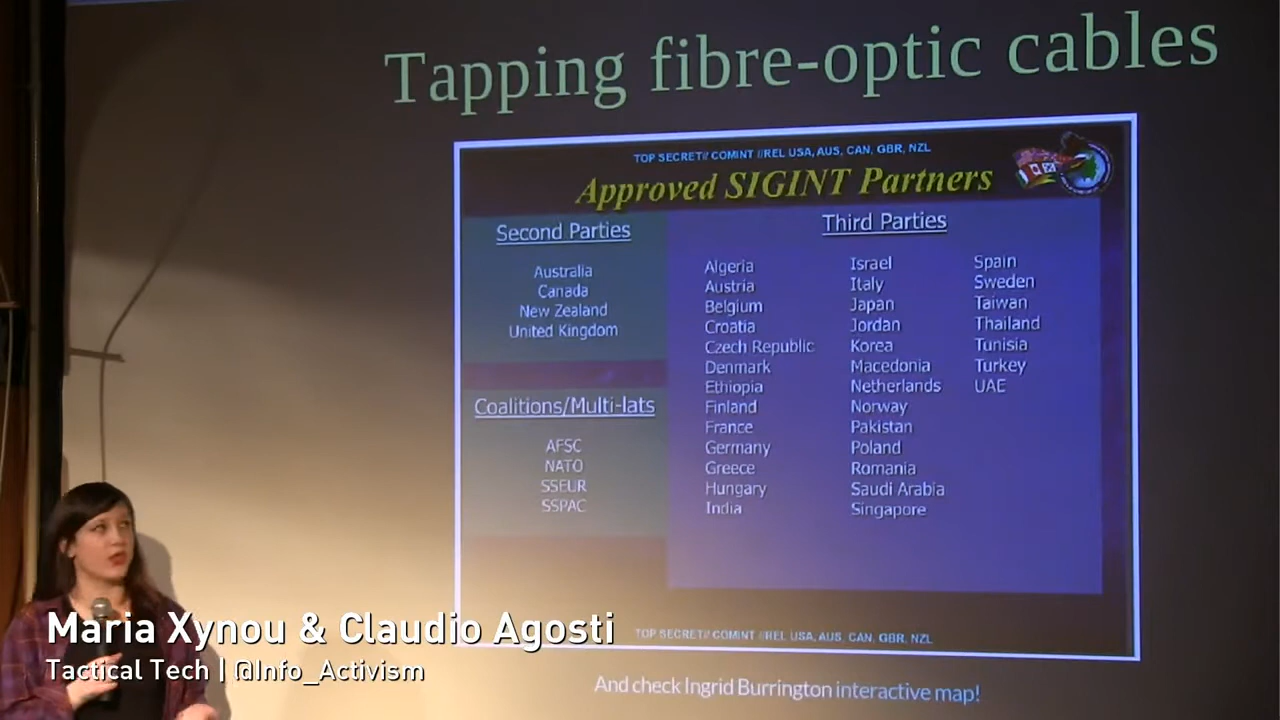 Tapping fibre-optic cables
TOP SECRET// COMINT //REL USA, AUS, CAN, GBR, NZL
Approved SIGINT Partners
Second Parties
Australia
Canada
New Zealand
United Kingdom
Coalitions/Multi-lats
AFSC
NATO
SSEUR
SSPAC
Third Parties
Algeria
Austria
Belgium
Croatia
Czech Republic
Denmark
Ethiopia
Finland
France
Germany
Greece
Hungary
India
Israel
Italy
Japan
Jordan
Korea
Macedonia
Netherlands
Norway
Pakistan
Poland
Romania
Saudi Arabia
Singapore
Spain
Sweden
Taiwan
Thailand
Tunisia
Turkey
UAE
TOP SECRET// COMINT //REL USA, AUS, CAN, GBR, NZL
And check Ingrid Burrington interactive map!
Maria Xynou & Claudio Agosti
Tactical Tech | @Info_Activism